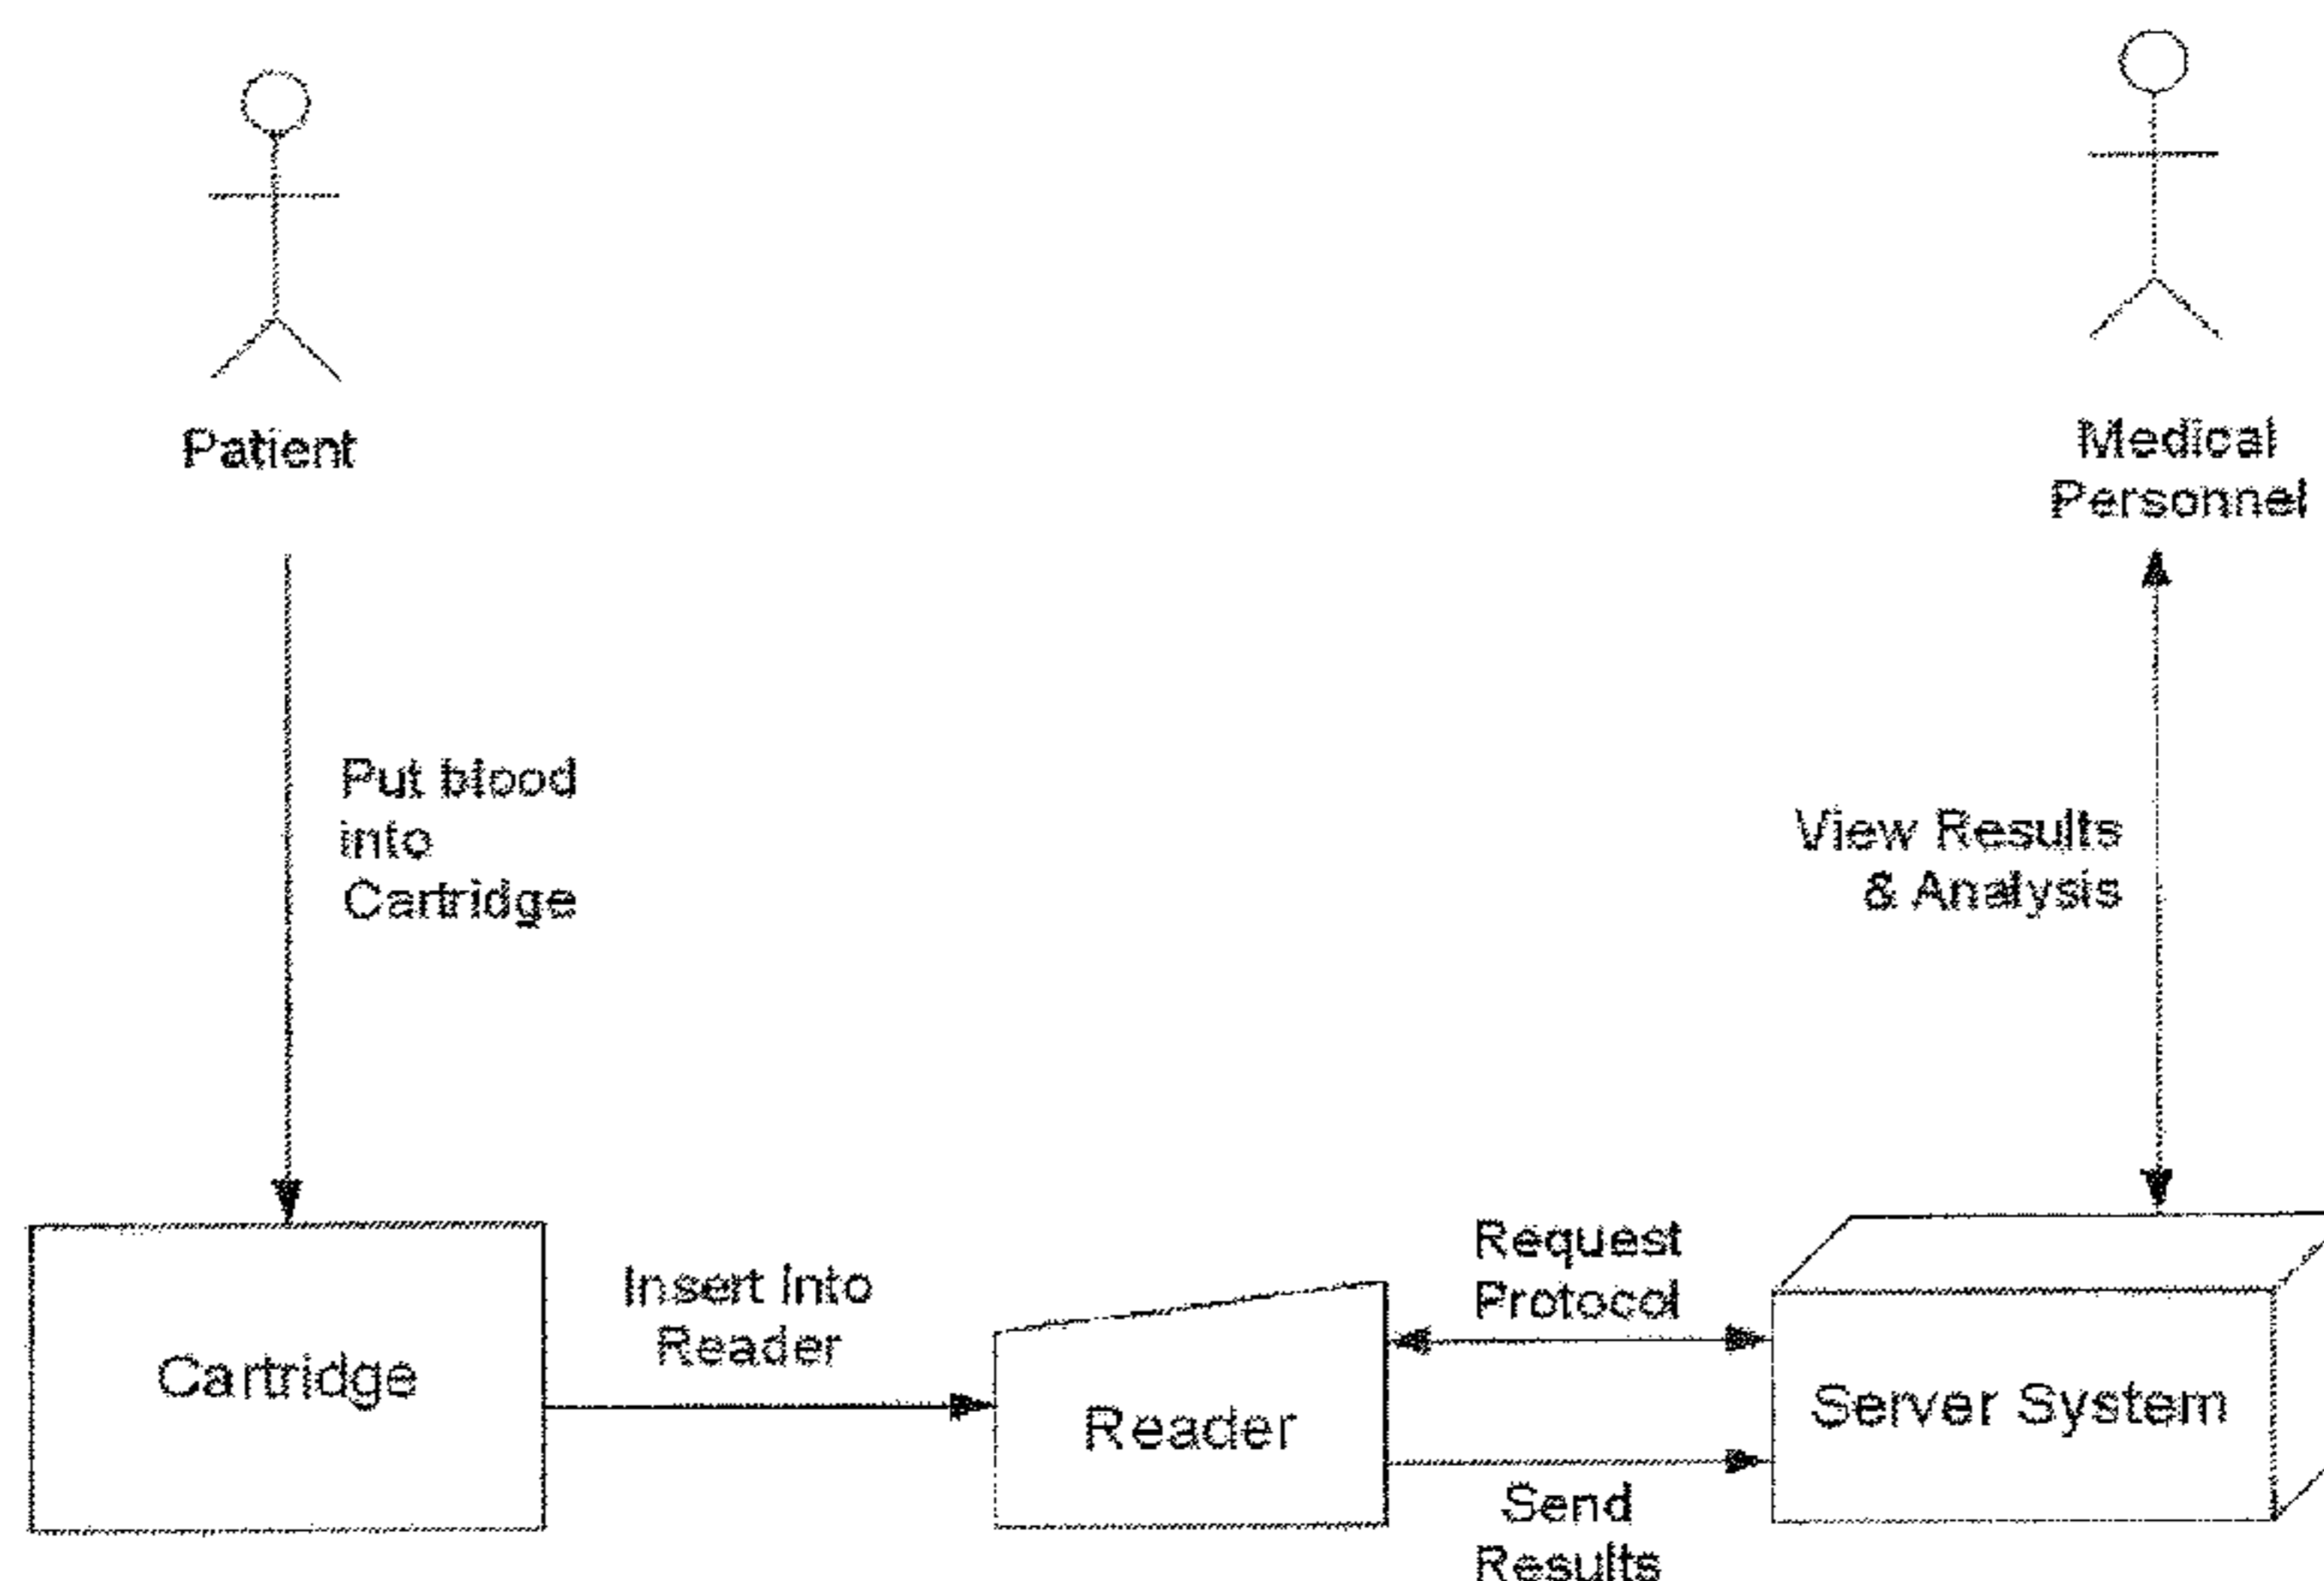 Patient
Medical
Personnel
Put blood
into
Cartridge
View Results
& Analysis
Cartridge
Insert Into
Reader
Reader
Request
Protocol
Send
Results
Server System